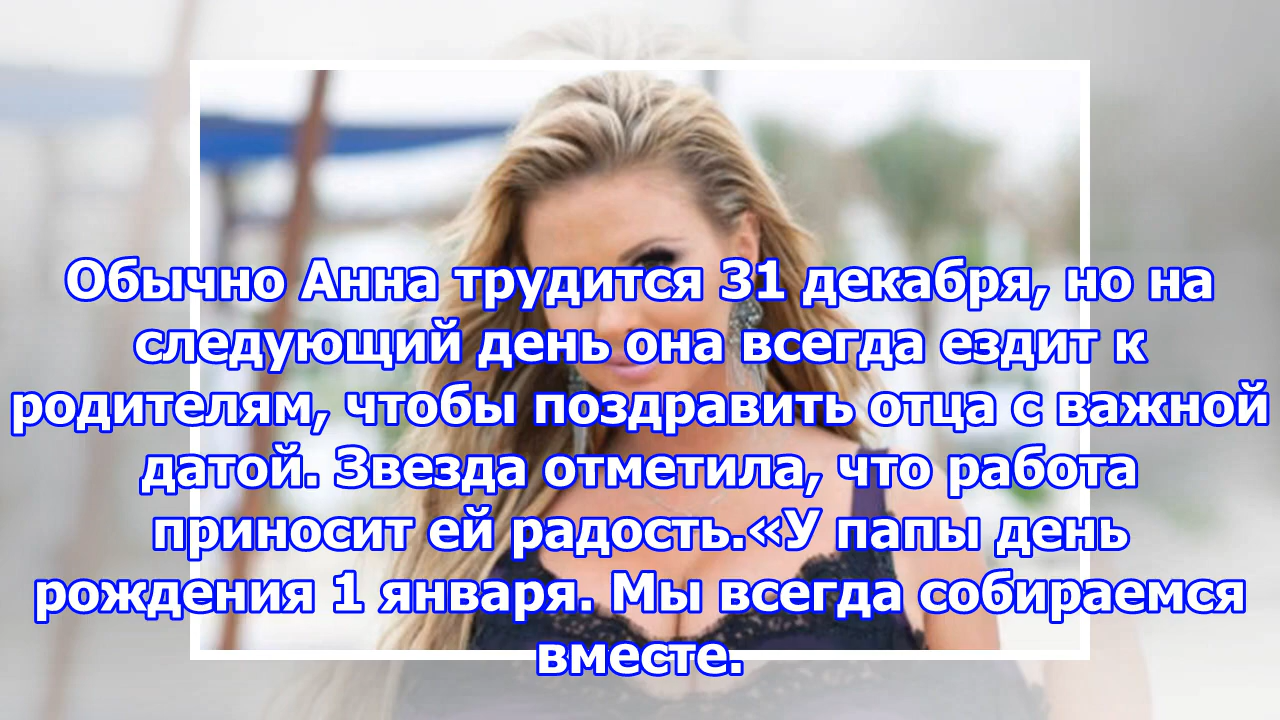 Обычно Анна трудится 31 декабря, но на
следующий день она всегда ездит к
родителям, чтобы поздравить отца с важной
датой. Звезда отметила, что работа
приносит ей радость.«У папы день
рождения 1 января. Мы всегда собираемся
вместе.